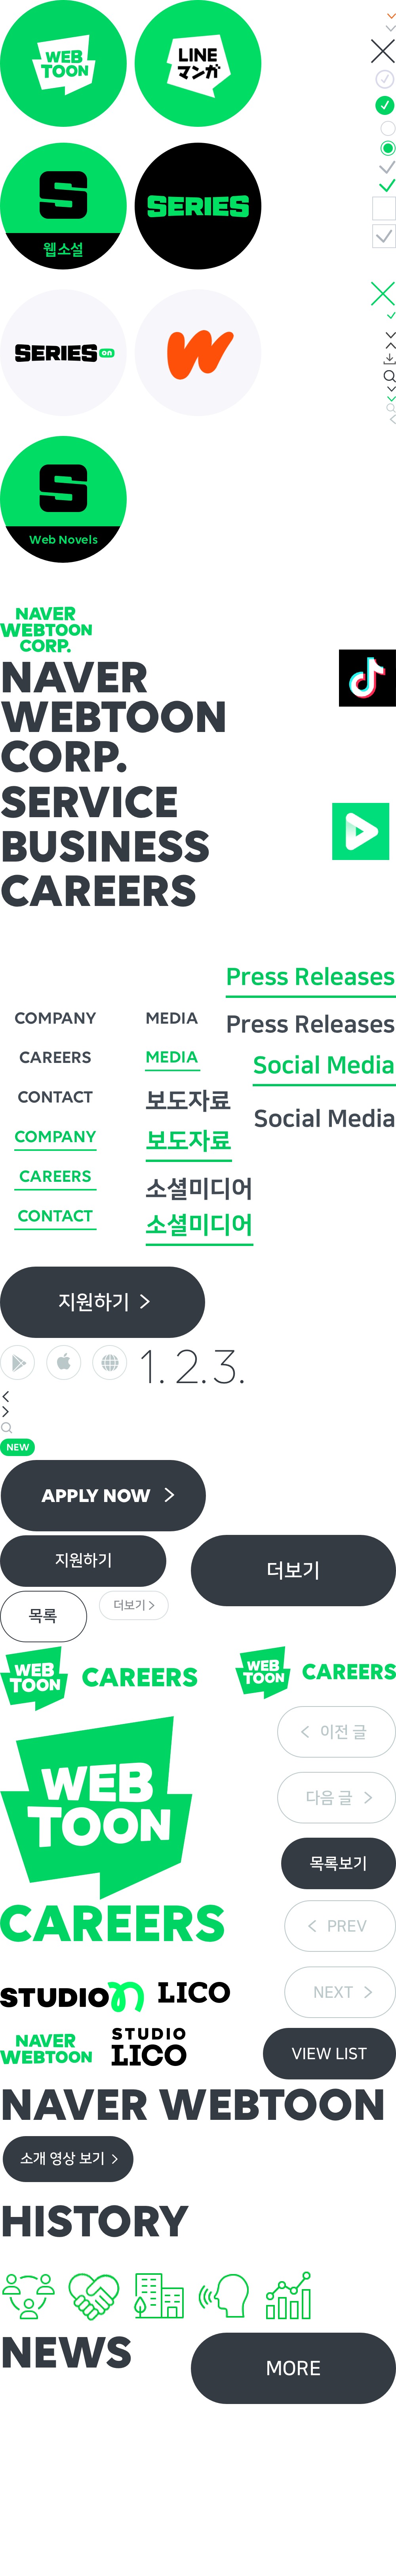 WEB
TOON
LINE
マンガ
웹소설
SERIES
SERIES on
Web Novels
NAVER
WEBTOON
CORP.
NAVER
WEBTOON
CORP.
SERVICE
BUSINESS
CAREERS
Press Releases
COMPANY
MEDIA
Press Releases
CAREERS
MEDIA
Social Media
CONTACT
보도자료
Social Media
COMPANY
보도자료
CAREERS
소셜미디어
CONTACT
소셜미디어
지원하기
1. 2. 3.
NEW
APPLY NOW
지원하기
더보기
목록
더보기
WEB
TOON
CAREERS
WEB
TOON
CAREERS
이전 글
WEB
TOON
다음 글
목록보기
CAREERS
PREV
STUDIO n
LICO
NEXT
NAVER
WEBTOON
STUDIO
LICO
VIEW LIST
NAVER WEBTOON
소개 영상 보기
HISTORY
NEWS
MORE